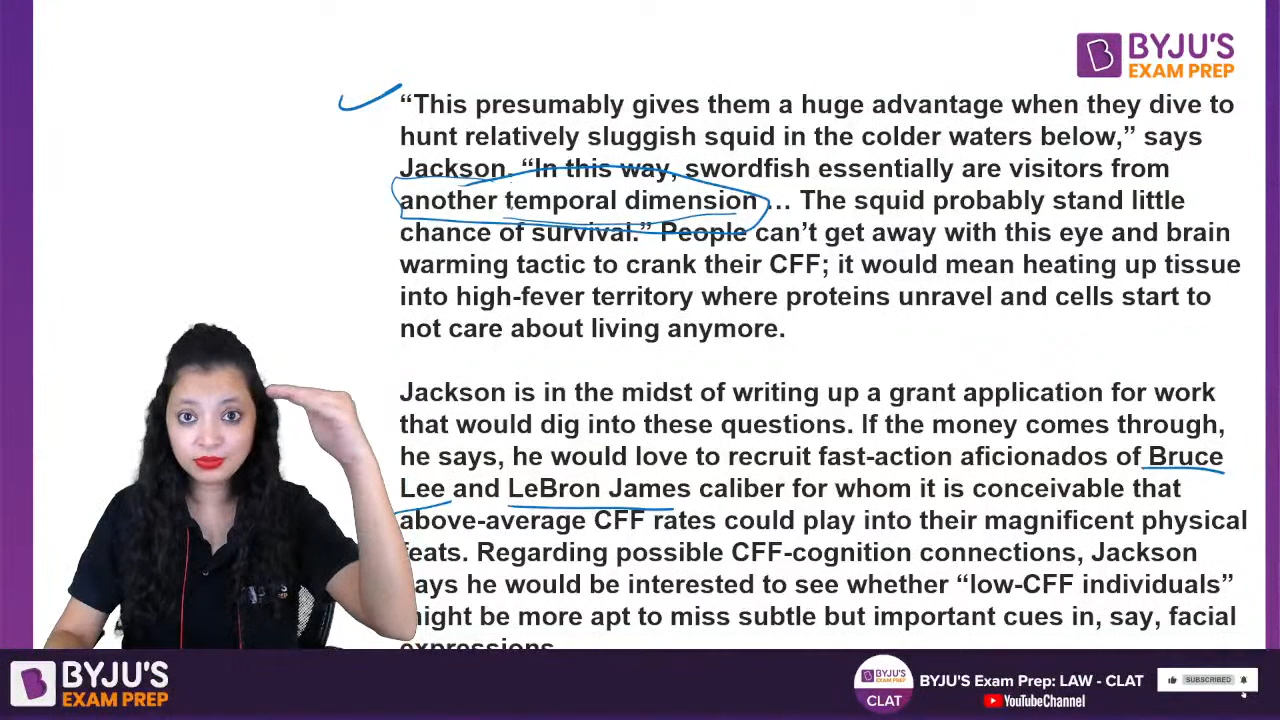 BYJU'S
EXAM PREP
“This presumably gives them a huge advantage when they dive to
hunt relatively sluggish squid in the colder waters below,” says
Jackson. “In this way, swordfish essentially are visitors from
another temporal dimension… The squid probably stand little
chance of survival.” People can’t get away with this eye and brain
warming tactic to crank their CFF; it would mean heating up tissue
into high-fever territory where proteins unravel and cells start to
not care about living anymore.
Jackson is in the midst of writing up a grant application for work
that would dig into these questions. If the money comes through,
he says, he would love to recruit fast-action aficionados of Bruce
Lee and LeBron James caliber for whom it is conceivable that
above-average CFF rates could play into their magnificent physical
feats. Regarding possible CFF-cognition connections, Jackson
says he would be interested to see whether “low-CFF individuals”
might be more apt to miss subtle but important cues in, say, facial
expressions.
BYJU'S
EXAM PREP
CLAT
BYJU'S Exam Prep: LAW - CLAT
YouTubeChannel
SUBSCRIBED